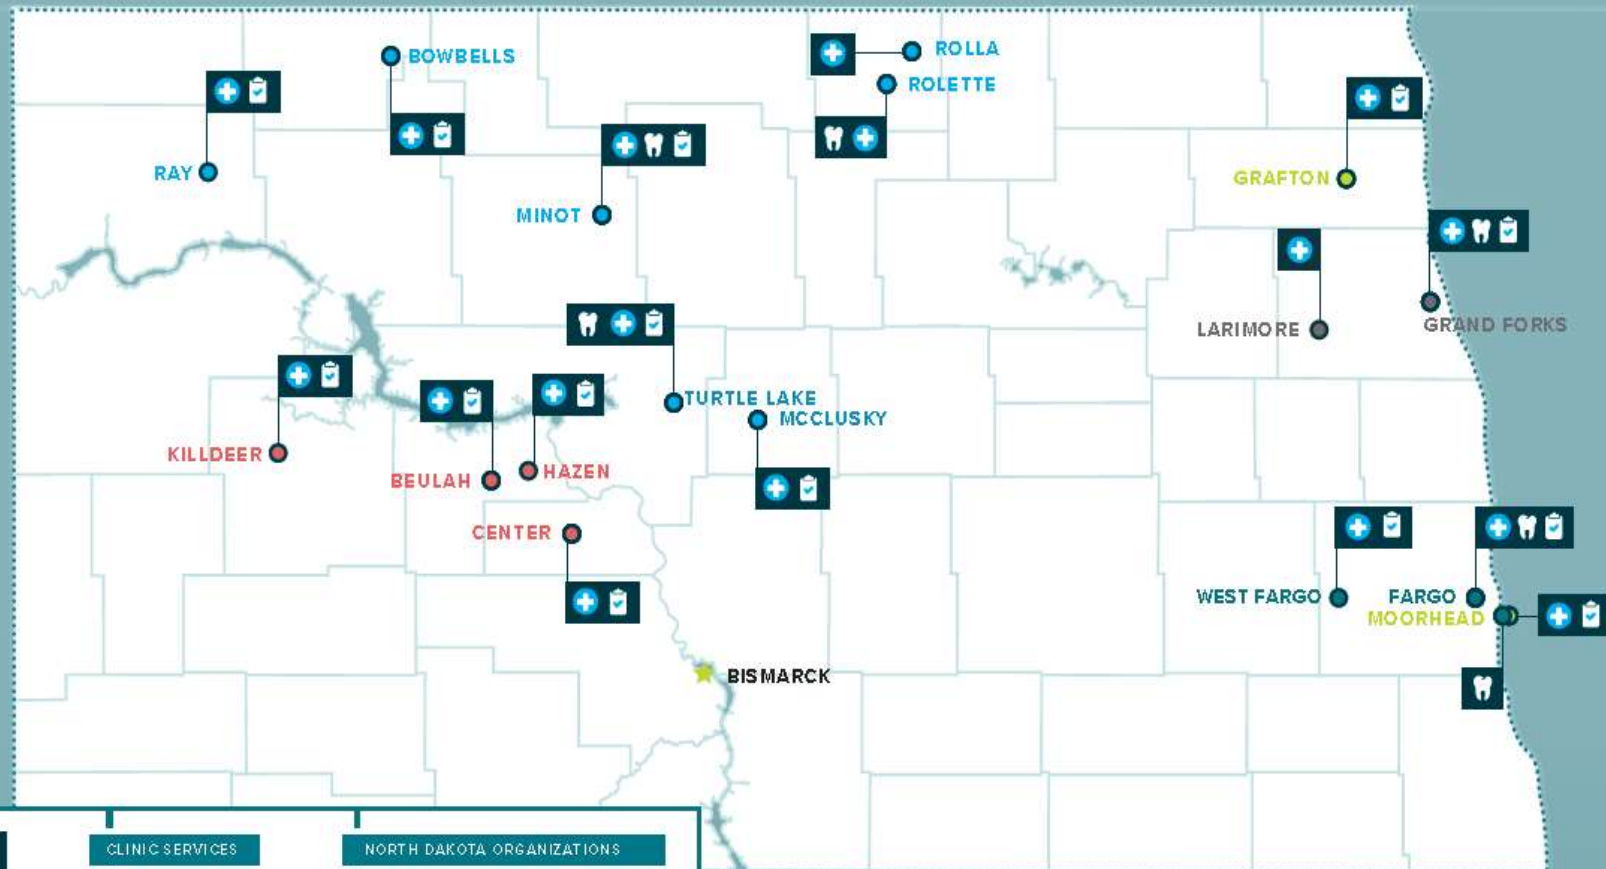 ROLLA
BOWBELLS
ROLETTE
RAY
GRAFTON
MINOT
GRAND FORKS
LARIMORE
TURTLE LAKE
MCCLUSKY
KILLDEER
HAZEN
BEULAH
CENTER
WEST FARGO
FARGO
MOORHEAD
BISMARCK
CLINIC SERVICES
NORTH DAKOTA ORGANIZATIONS